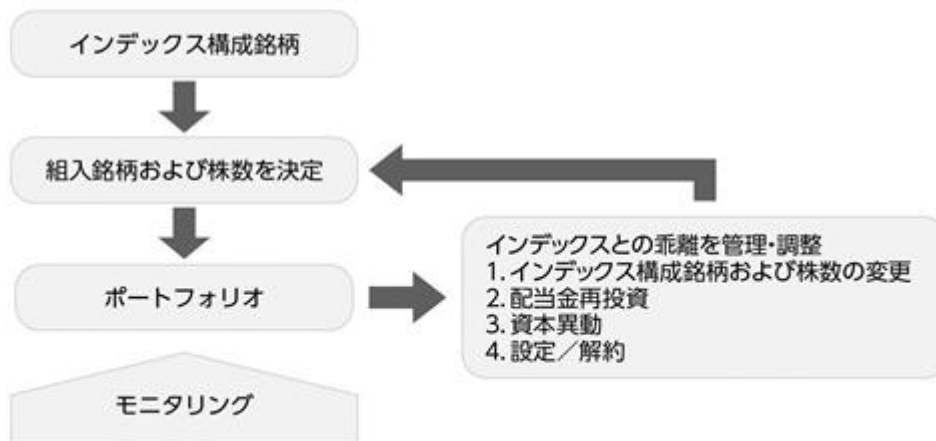 インデックス構成銘柄
組入銘柄および株数を決定
ポートフォリオ
インデックスとの乖離を管理・調整
1. インデックス構成銘柄および株数の変更
2. 配当金再投資
3. 資本異動
4. 設定／解約
モニタリング